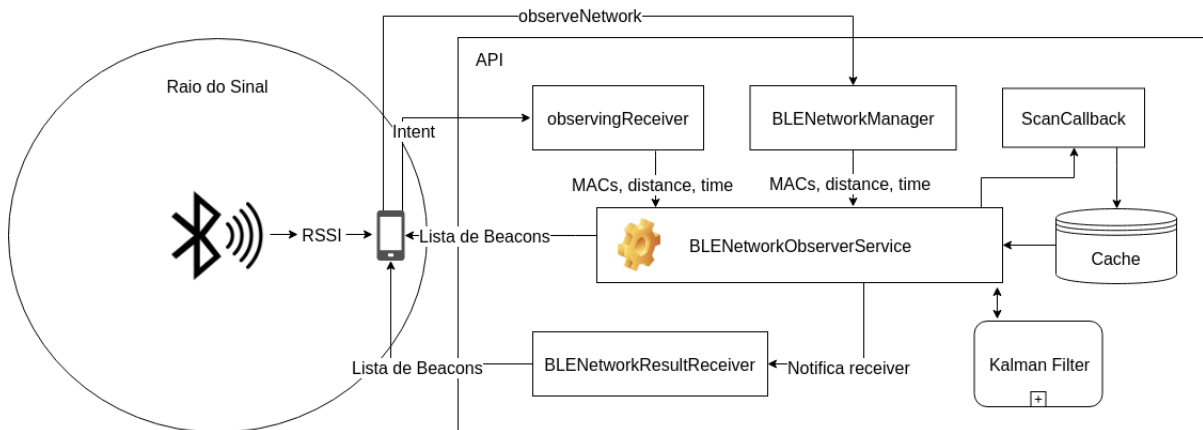 observeNetwork
API
Raio do Sinal
observingReceiver
BLENetworkManager
ScanCallback
Intent
MACs, distance, time
MACs, distance, time
RSSI
Lista de Beacons
BLENetworkObserverService
Cache
Lista de Beacons
BLENetworkResultReceiver
Notifica receiver
Kalman Filter
+